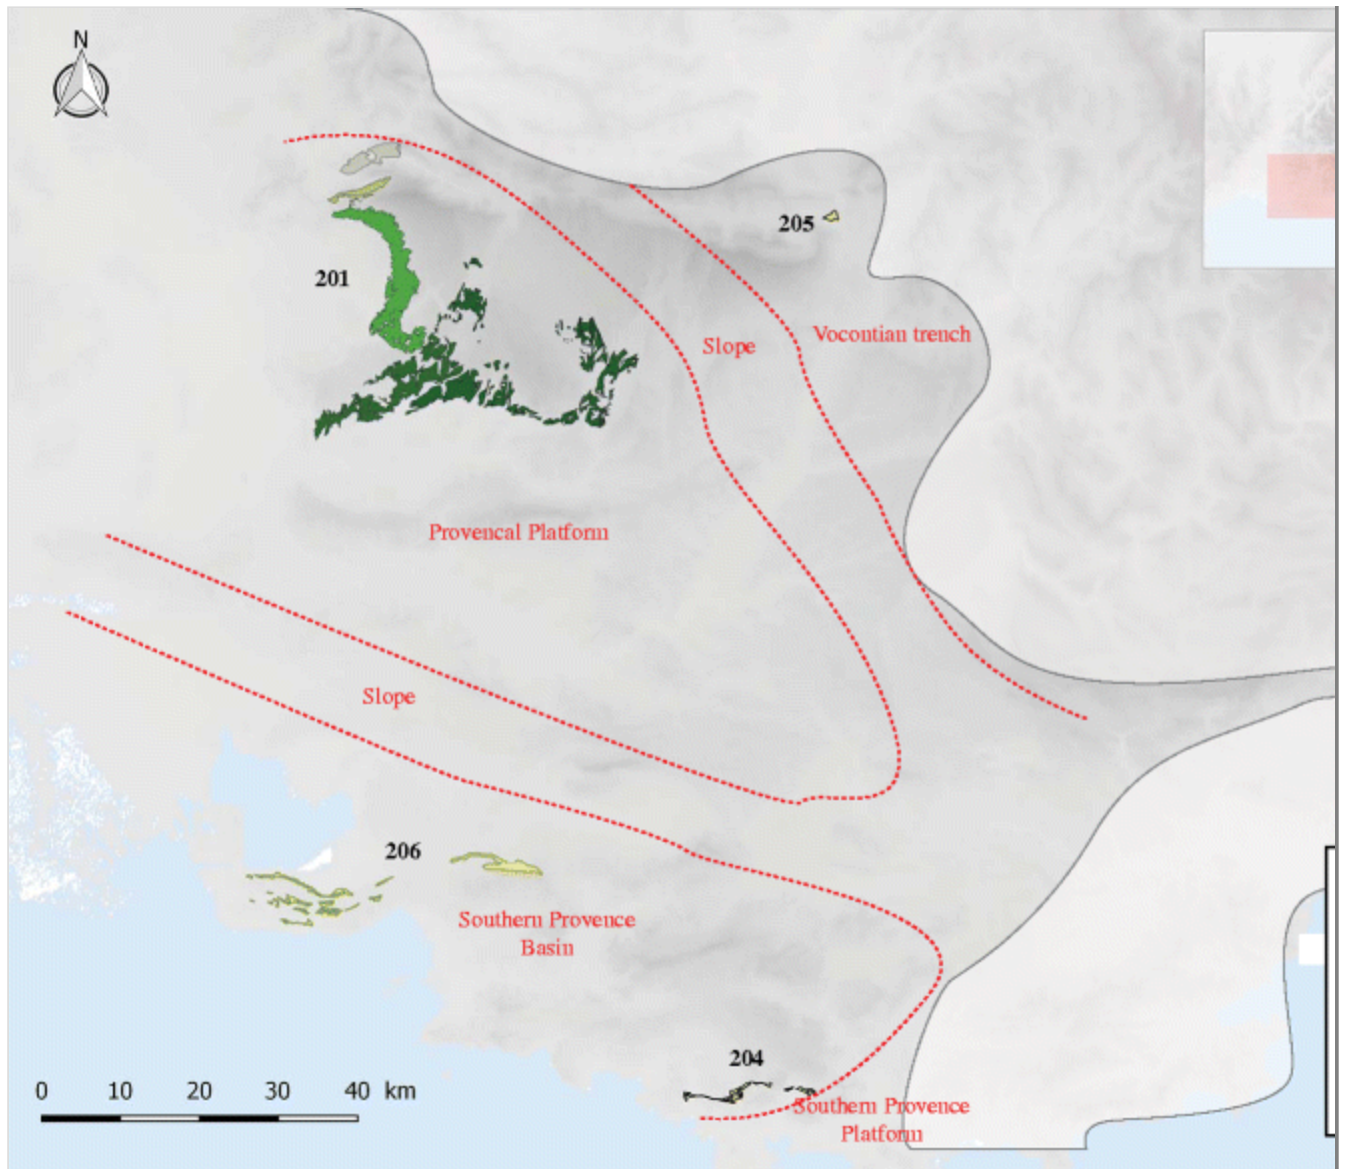 N
205
201
Slope
Vocontian trench
Provencal Platform
Slope
206
Southern Provence
Basin
204
0 10 20 30 40 km
Southern Provence
Platform